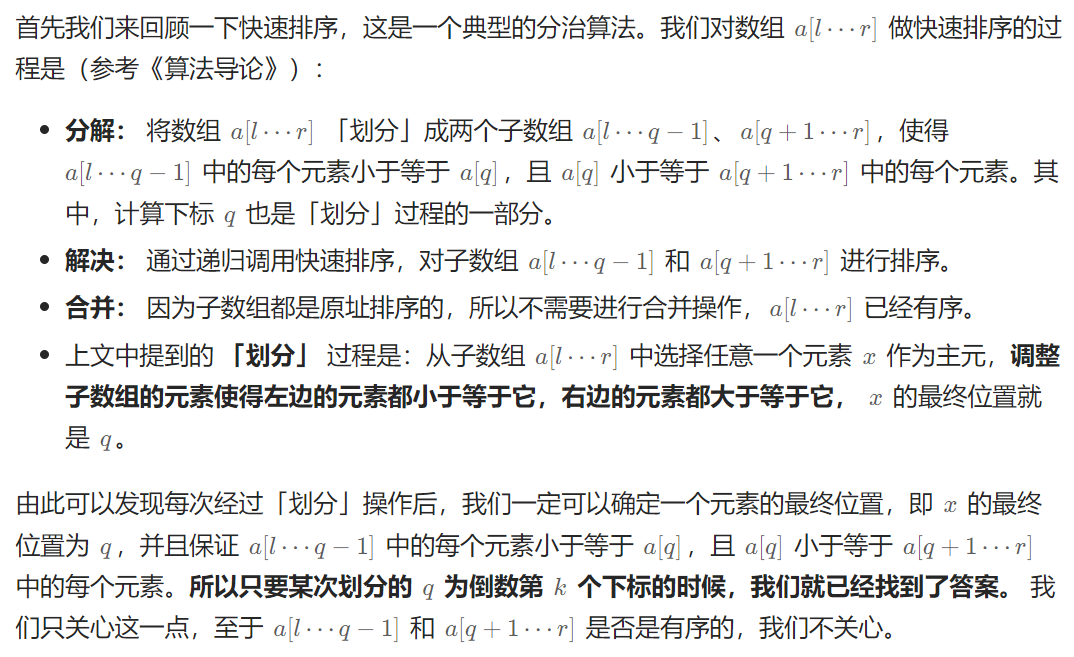 首先我们来回顾一下快速排序，这是一个典型的分治算法。我们对数组 a[l⋯r] 做快速排序的过
程是（参考《算法导论》）：
• 分解： 将数组 a[l⋯r] 「划分」成两个子数组 a[l⋯q−1]、a[q+1⋯r]，使得
a[l⋯q−1] 中的每个元素小于等于 a[q]，且 a[q] 小于等于 a[q+1⋯r] 中的每个元素。其
中，计算下标 q 也是「划分」过程的一部分。
• 解决： 通过递归调用快速排序，对子数组 a[l⋯q−1] 和 a[q+1⋯r] 进行排序。
• 合并： 因为子数组都是原址排序的，所以不需要进行合并操作，a[l⋯r] 已经有序。
• 上文中提到的 「划分」 过程是：从子数组 a[l⋯r] 中选择任意一个元素 x 作为主元，调整
子数组的元素使得左边的元素都小于等于它，右边的元素都大于等于它， x 的最终位置就
是 q。
由此可以发现每次经过「划分」操作后，我们一定可以确定一个元素的最终位置，即 x 的最终
位置为 q，并且保证 a[l⋯q−1] 中的每个元素小于等于 a[q]，且 a[q] 小于等于 a[q+1⋯r]
中的每个元素。所以只要某次划分的 q 为倒数第 k 个下标的时候，我们就已经找到了答案。 我
们只关心这一点，至于 a[l⋯q−1] 和 a[q+1⋯r] 是否是有序的，我们不关心。